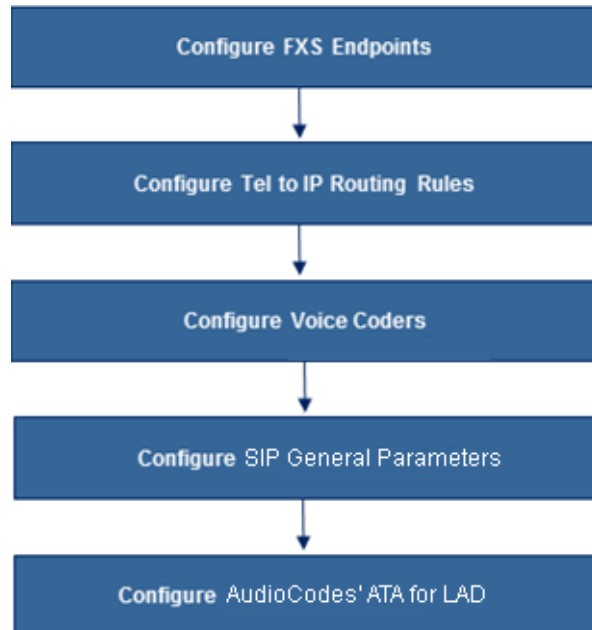 Configure FXS Endpoints
Configure Tel to IP Routing Rules
Configure Voice Coders
Configure SIP General Parameters
Configure AudioCodes' ATA for LAD